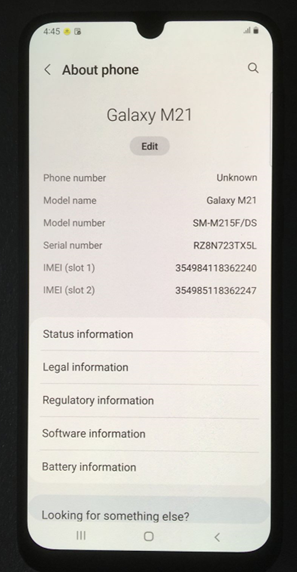 4:45
About phone
Galaxy M21
Edit
Phone number Unknown
Model name Galaxy M21
Model number SM-M215F/DS
Serial number RZ8N723TX5L
IMEI (slot 1) 354984118362240
IMEI (slot 2) 354985118362247
Status information
Legal information
Regulatory information
Software information
Battery information
Looking for something else?